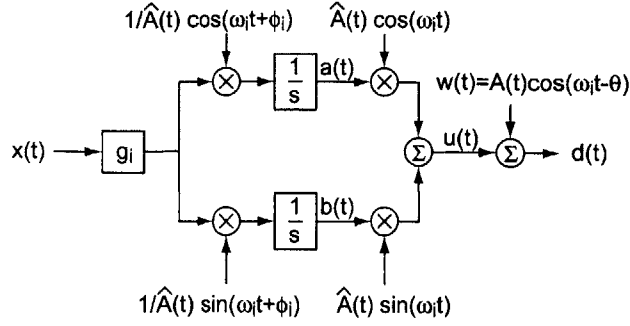 1/Â(t) cos(ωᵢt+ϕᵢ)
Â(t) cos(ωᵢt)
1
s
a(t)
w(t)=A(t)cos(ωᵢt-θ)
x(t)
gᵢ
Σ
u(t)
Σ
d(t)
1
s
b(t)
1/Â(t) sin(ωᵢt+ϕᵢ)
Â(t) sin(ωᵢt)